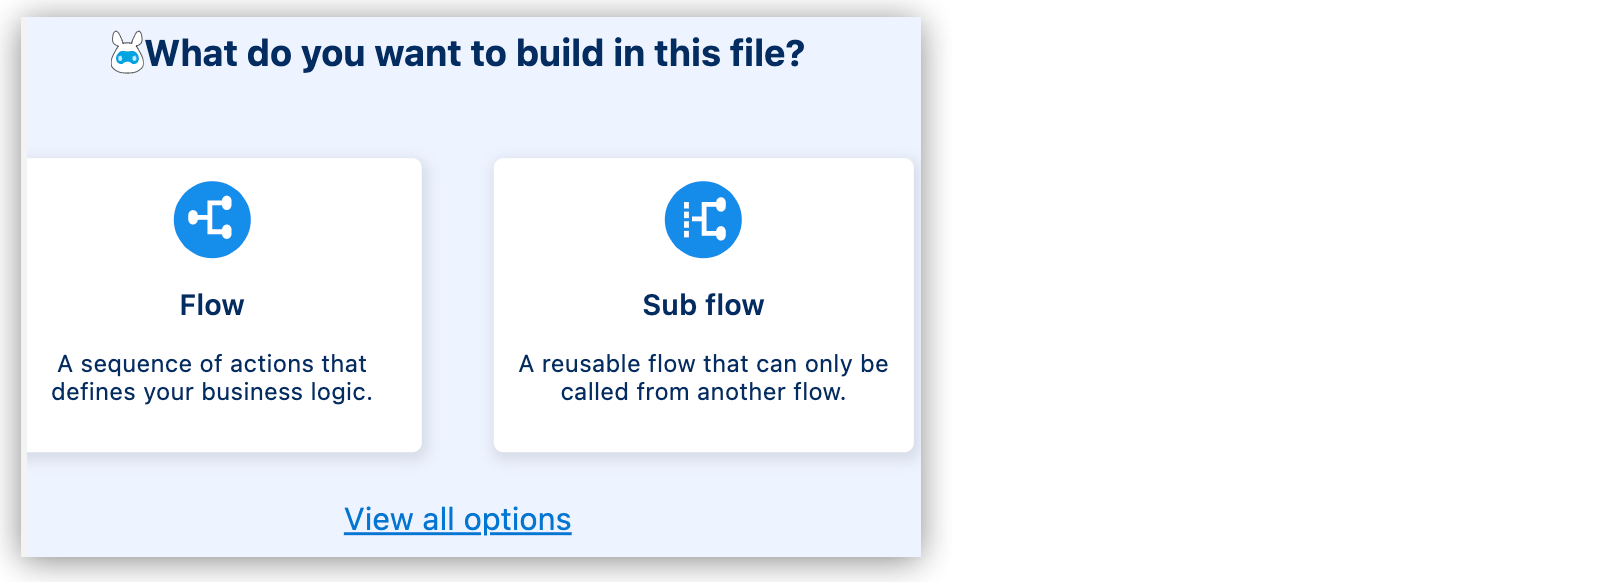 What do you want to build in this file?
Flow
A sequence of actions that
defines your business logic.
Sub flow
A reusable flow that can only be
called from another flow.
View all options